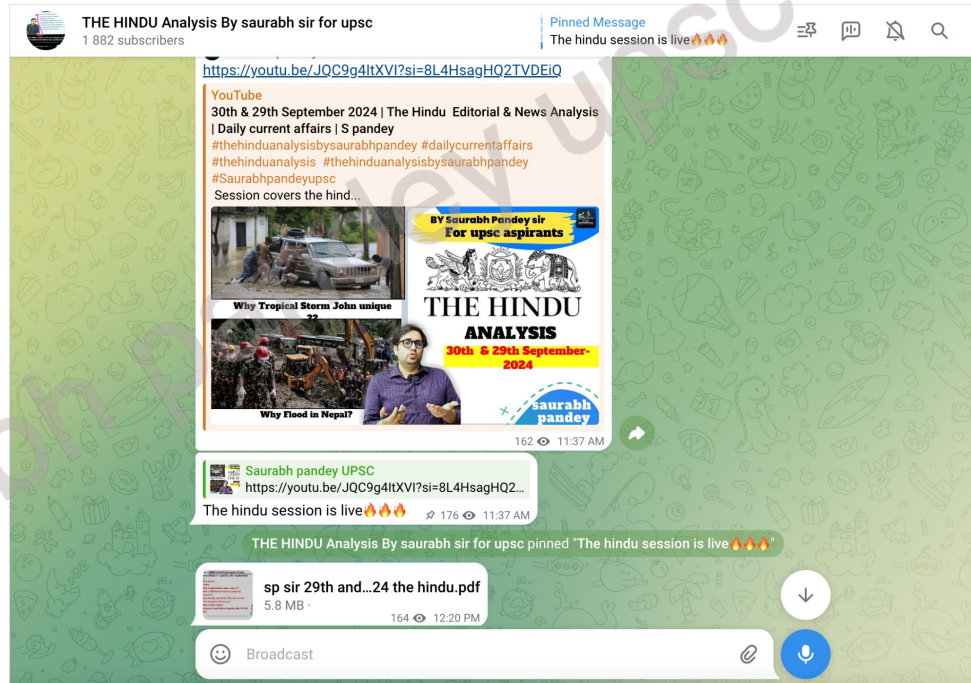 THE HINDU Analysis By saurabh sir for upsc
1 882 subscribers
Pinned Message
The hindu session is live🔥🔥🔥
https://youtu.be/JQC9g4ItXVI?si=8L4HsagHQ2TVDEiQ
YouTube
30th & 29th September 2024 | The Hindu Editorial & News Analysis
| Daily current affairs | S pandey
#thehinduanalysisbysaurabhpandey #dailycurrentaffairs
#thehinduanalysis #thehinduanalysisbysaurabhpandey
#Saurabhpandeyupsc
Session covers the hind...
BY Saurabh Pandey sir
For upsc aspirants
Why Tropical Storm John unique
??
THE HINDU
ANALYSIS
30th & 29th September-
2024
Why Flood in Nepal?
saurabh
pandey
162 11:37 AM
Saurabh pandey UPSC
https://youtu.be/JQC9g4ItXVI?si=8L4HsagHQ2...
The hindu session is live🔥🔥🔥
176 11:37 AM
THE HINDU Analysis By saurabh sir for upsc pinned "The hindu session is live🔥🔥🔥"
sp sir 29th and...24 the hindu.pdf
5.8 MB
164 12:20 PM
Broadcast
pandey upsc